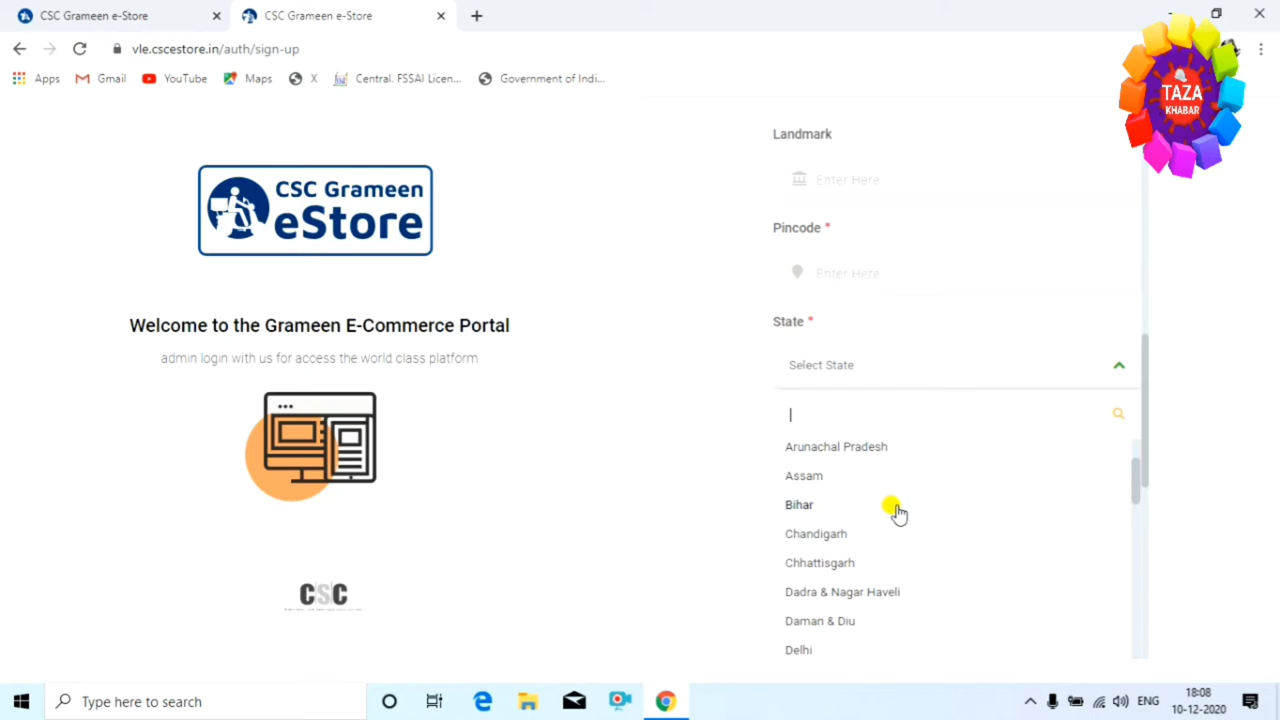 CSC Grameen e-Store
CSC Grameen e-Store
vle.cscestore.in/auth/sign-up
Apps
Gmail
YouTube
Maps
X
Central. FSSAI Licen...
Government of Indi...
TAZA
KHABAR
CSC Grameen
eStore
Welcome to the Grameen E-Commerce Portal
admin login with us for access the world class platform
CSC
Landmark
Enter Here
Pincode *
Enter Here
State *
Select State
Arunachal Pradesh
Assam
Bihar
Chandigarh
Chhattisgarh
Dadra & Nagar Haveli
Daman & Diu
Delhi
Type here to search
ENG
18:08
10-12-2020